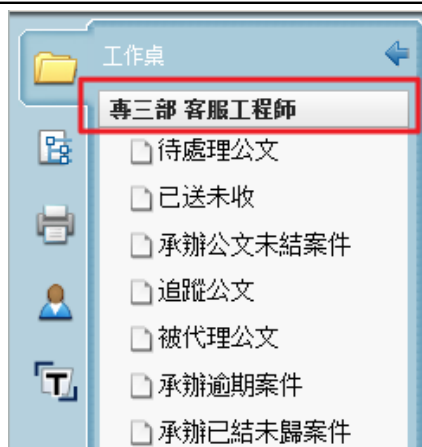 工作桌
專三部 客服工程師
待處理公文
已送未收
承辦公文未結案件
追蹤公文
被代理公文
承辦逾期案件
承辦已結未歸案件
T